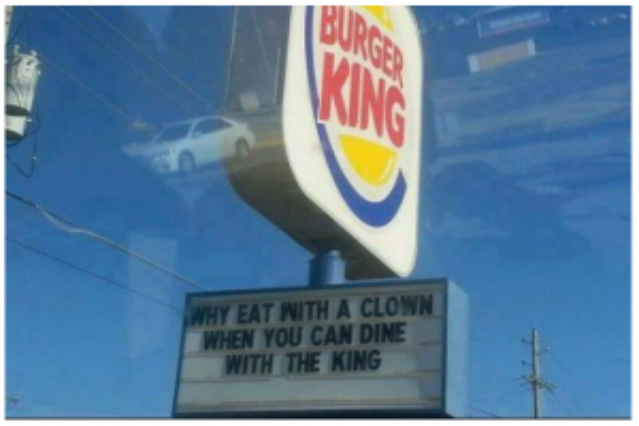 BURGER
KING
WHY EAT WITH A CLOWN
WHEN YOU CAN DINE
WITH THE KING